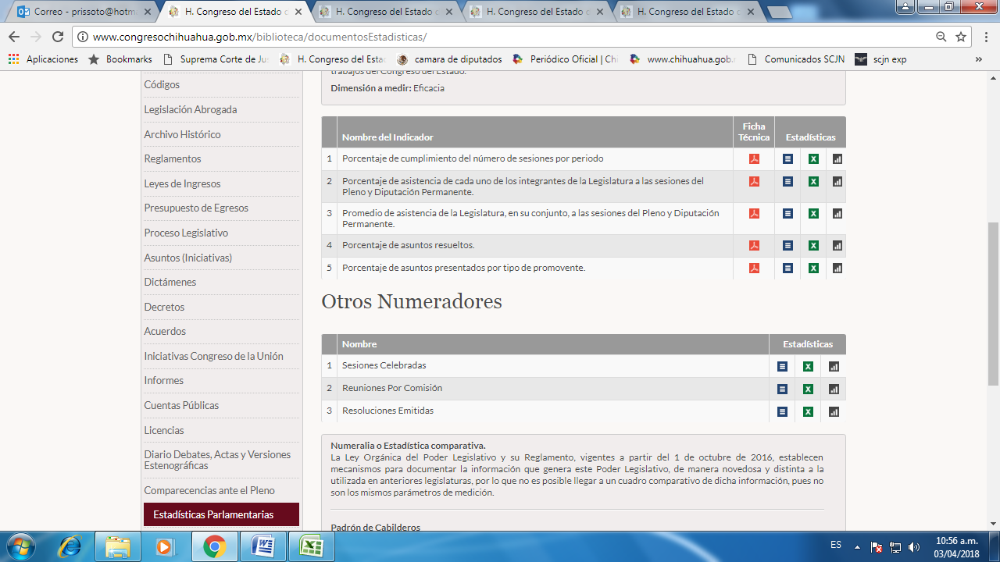 Correo - prissoto@hotm
H. Congreso del Estado d
H. Congreso del Estado d
H. Congreso del Estado d
H. Congreso del Estado d
www.congresochihuahua.gob.mx/biblioteca/documentosEstadisticas/
Aplicaciones
Bookmarks
Suprema Corte de Jus
H. Congreso del Estad
camara de diputados
Periódico Oficial | Chi
www.chihuahua.gob.
Comunicados SCJN
scjn exp
»
Códigos
Legislación Abrogada
Archivo Histórico
Reglamentos
Leyes de Ingresos
Presupuesto de Egresos
Proceso Legislativo
Asuntos (Iniciativas)
Dictámenes
Decretos
Acuerdos
Iniciativas Congreso de la Unión
Informes
Cuentas Públicas
Licencias
Diario Debates, Actas y Versiones
Estenográficas
Comparecencias ante el Pleno
Estadísticas Parlamentarias
trabajos del Congreso del Estado.
Dimensión a medir: Eficacia
Nombre del Indicador
Ficha
Técnica
Estadísticas
1 Porcentaje de cumplimiento del número de sesiones por periodo
2 Porcentaje de asistencia de cada uno de los integrantes de la Legislatura a las sesiones del
Pleno y Diputación Permanente.
3 Promedio de asistencia de la Legislatura, en su conjunto, a las sesiones del Pleno y Diputación
Permanente.
4 Porcentaje de asuntos resueltos.
5 Porcentaje de asuntos presentados por tipo de promovente.
Otros Numeradores
Nombre Estadísticas
1 Sesiones Celebradas
2 Reuniones Por Comisión
3 Resoluciones Emitidas
Numeralia o Estadística comparativa.
La Ley Orgánica del Poder Legislativo y su Reglamento, vigentes a partir del 1 de octubre de 2016, establecen
mecanismos para documentar la información que genera este Poder Legislativo, de manera novedosa y distinta a la
utilizada en anteriores legislaturas, por lo que no es posible llegar a un cuadro comparativo de dicha información, pues no
son los mismos parámetros de medición.
Padrón de Cabilderos
ES
10:56 a.m.
03/04/2018